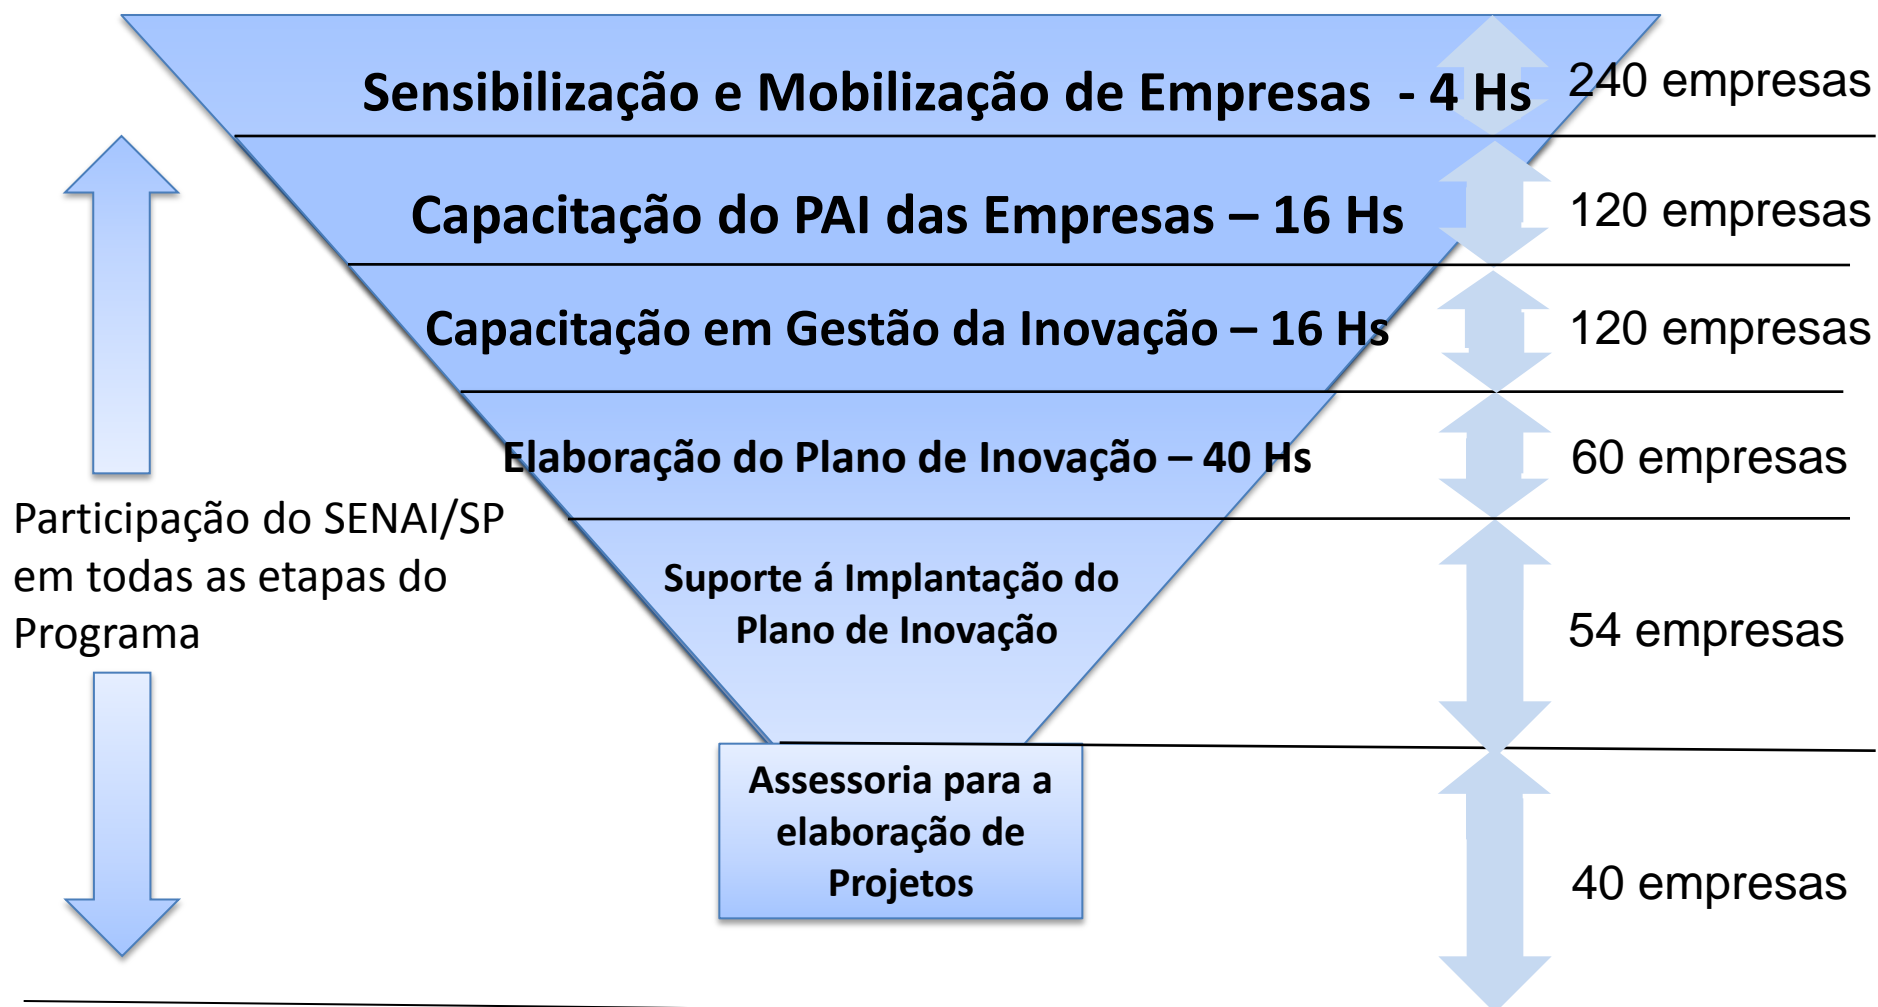 Sensibilização e Mobilização de Empresas - 4 Hs
240 empresas
Capacitação do PAI das Empresas – 16 Hs
120 empresas
Capacitação em Gestão da Inovação – 16 Hs
120 empresas
Elaboração do Plano de Inovação – 40 Hs
60 empresas
Participação do SENAI/SP
em todas as etapas do
Programa
Suporte á Implantação do
Plano de Inovação
54 empresas
Assessoria para a
elaboração de
Projetos
40 empresas